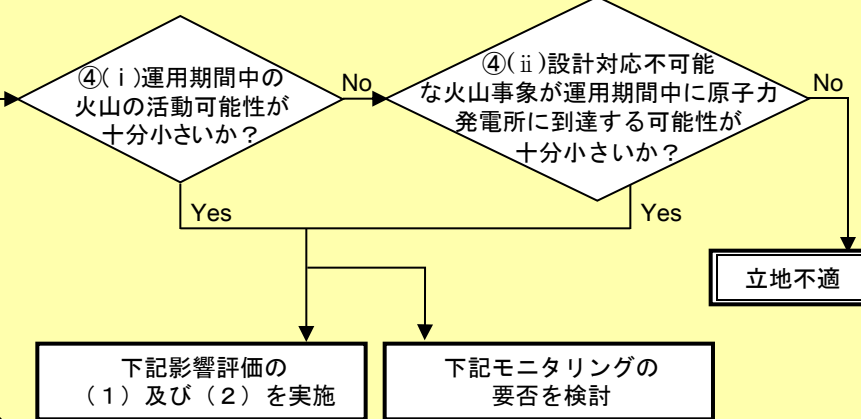 ④(ⅰ)運用期間中の
火山の活動可能性が
十分小さいか？
No
④(ⅱ)設計対応不可能
な火山事象が運用期間中に原子力
発電所に到達する可能性が
十分小さいか？
No
Yes
Yes
立地不適
下記影響評価の
（１）及び（２）を実施
下記モニタリングの
要否を検討